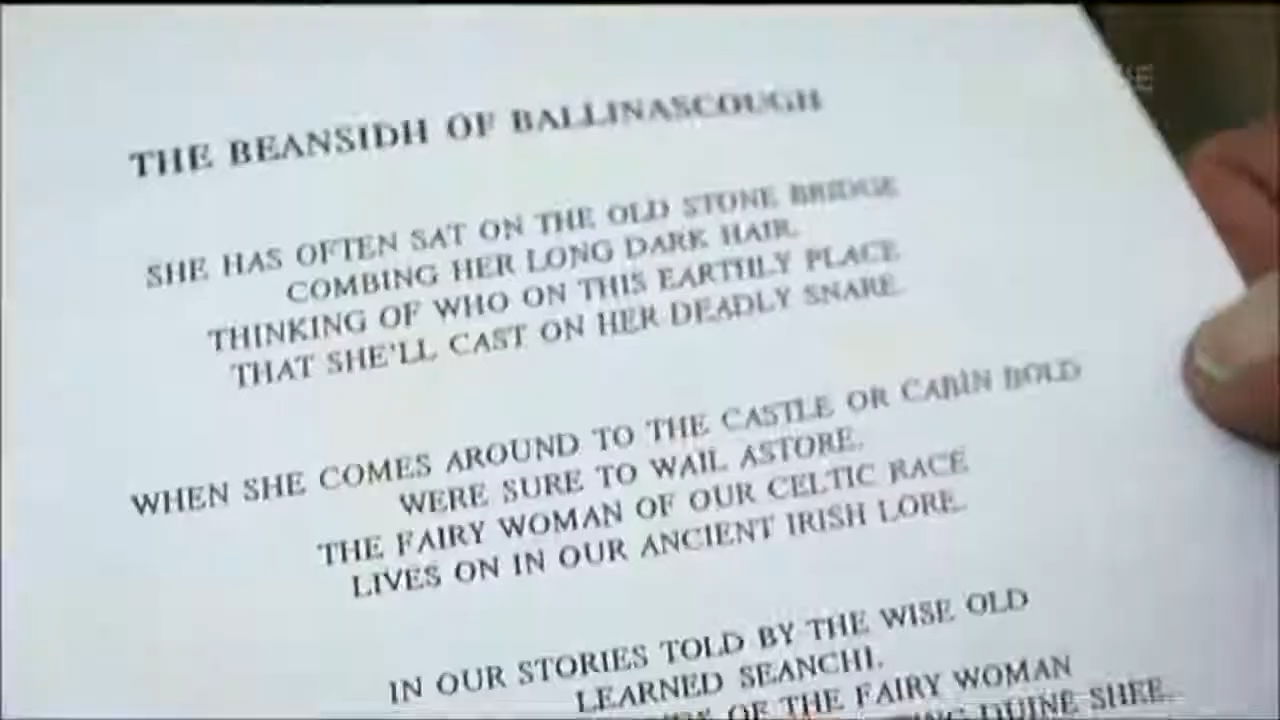 THE BEANSIDH OF BALLINASCOUGH
SHE HAS OFTEN SAT ON THE OLD STONE BRIDGE
COMBING HER LONG DARK HAIR.
THINKING OF WHO ON THIS EARTHLY PLACE
THAT SHE'LL CAST ON HER DEADLY SNARE.
WHEN SHE COMES AROUND TO THE CASTLE OR CABIN BOLD
WERE SURE TO WAIL ASTORE.
THE FAIRY WOMAN OF OUR CELTIC RACE
LIVES ON IN OUR ANCIENT IRISH LORE.
IN OUR STORIES TOLD BY THE WISE OLD
LEARNED SEANCHI.
OF THE FAIRY WOMAN
DUINE SHEE.